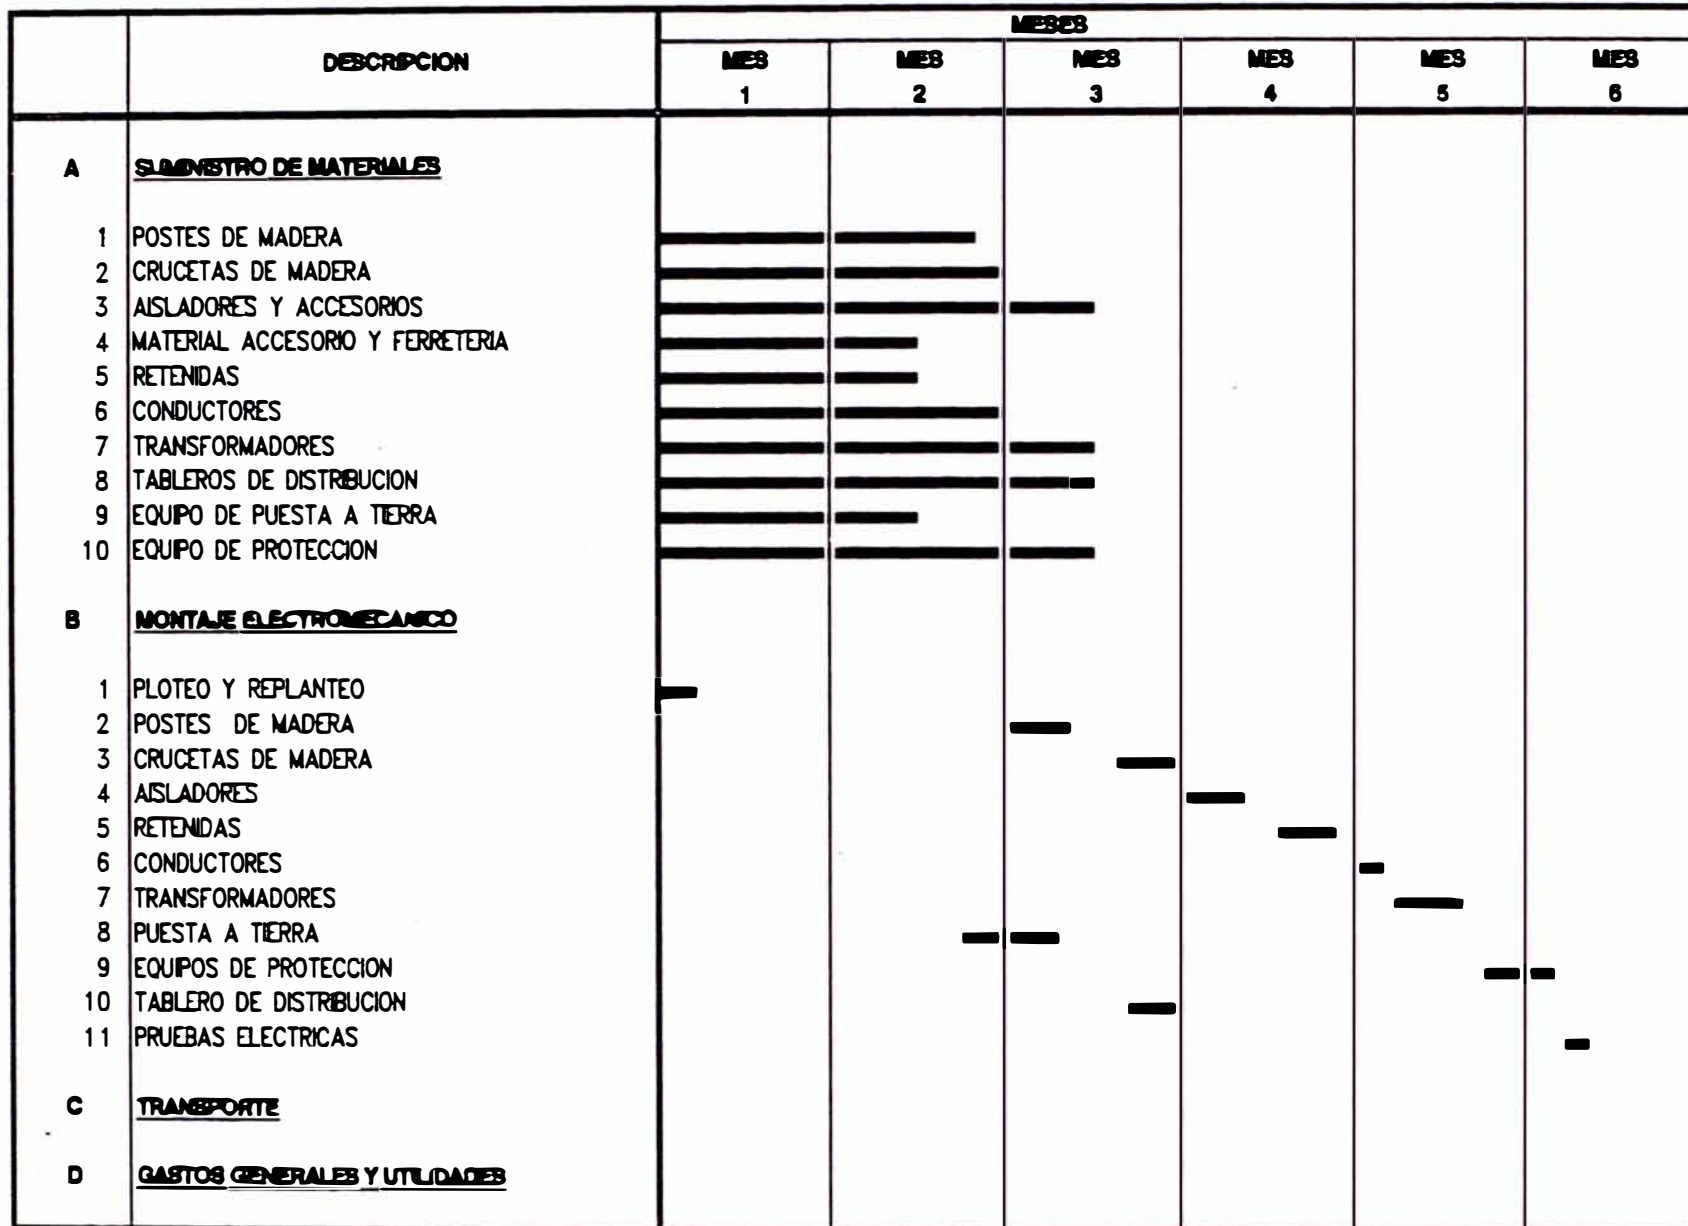 MESES
DESCRIPCION MES MES MES MES MES MES
1 2 3 4 5 6
A SUMINISTRO DE MATERIALES
1 POSTES DE MADERA
2 CRUCETAS DE MADERA
3 AISLADORES Y ACCESORIOS
4 MATERIAL ACCESORIO Y FERRETERIA
5 RETENIDAS
6 CONDUCTORES
7 TRANSFORMADORES
8 TABLEROS DE DISTRIBUCION
9 EQUIPO DE PUESTA A TIERRA
10 EQUIPO DE PROTECCION
B MONTAJE ELECTROMECANICO
1 PLOTEO Y REPLANTEO
2 POSTES DE MADERA
3 CRUCETAS DE MADERA
4 AISLADORES
5 RETENIDAS
6 CONDUCTORES
7 TRANSFORMADORES
8 PUESTA A TIERRA
9 EQUIPOS DE PROTECCION
10 TABLERO DE DISTRIBUCION
11 PRUEBAS ELECTRICAS
C TRANSPORTE
D GASTOS GENERALES Y UTILIDADES